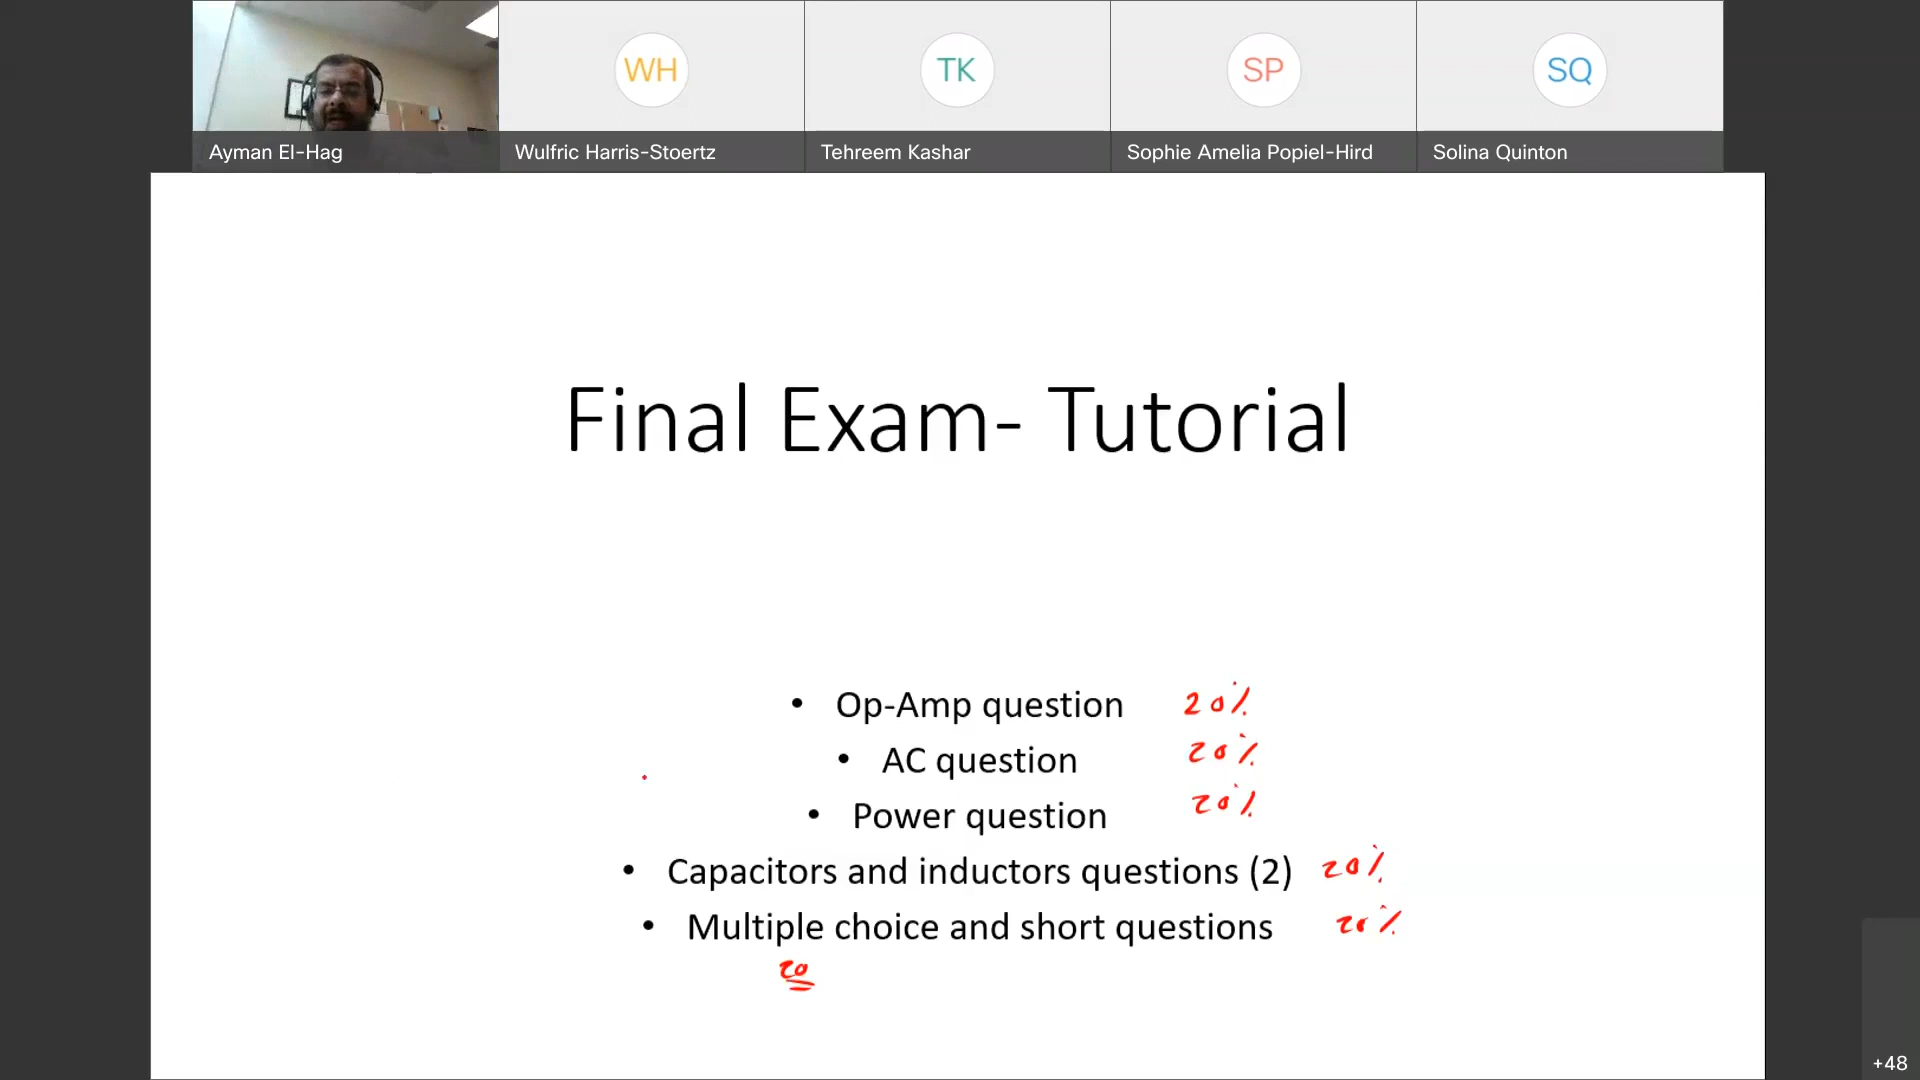 WH
TK
SP
SQ
Ayman El-Hag
Wulfric Harris-Stoertz
Tehreem Kashar
Sophie Amelia Popiel-Hird
Solina Quinton
Final Exam- Tutorial
• Op-Amp question 20%
• AC question 20%
• Power question 20%
• Capacitors and inductors questions (2) 20%
• Multiple choice and short questions 20%
20
+48